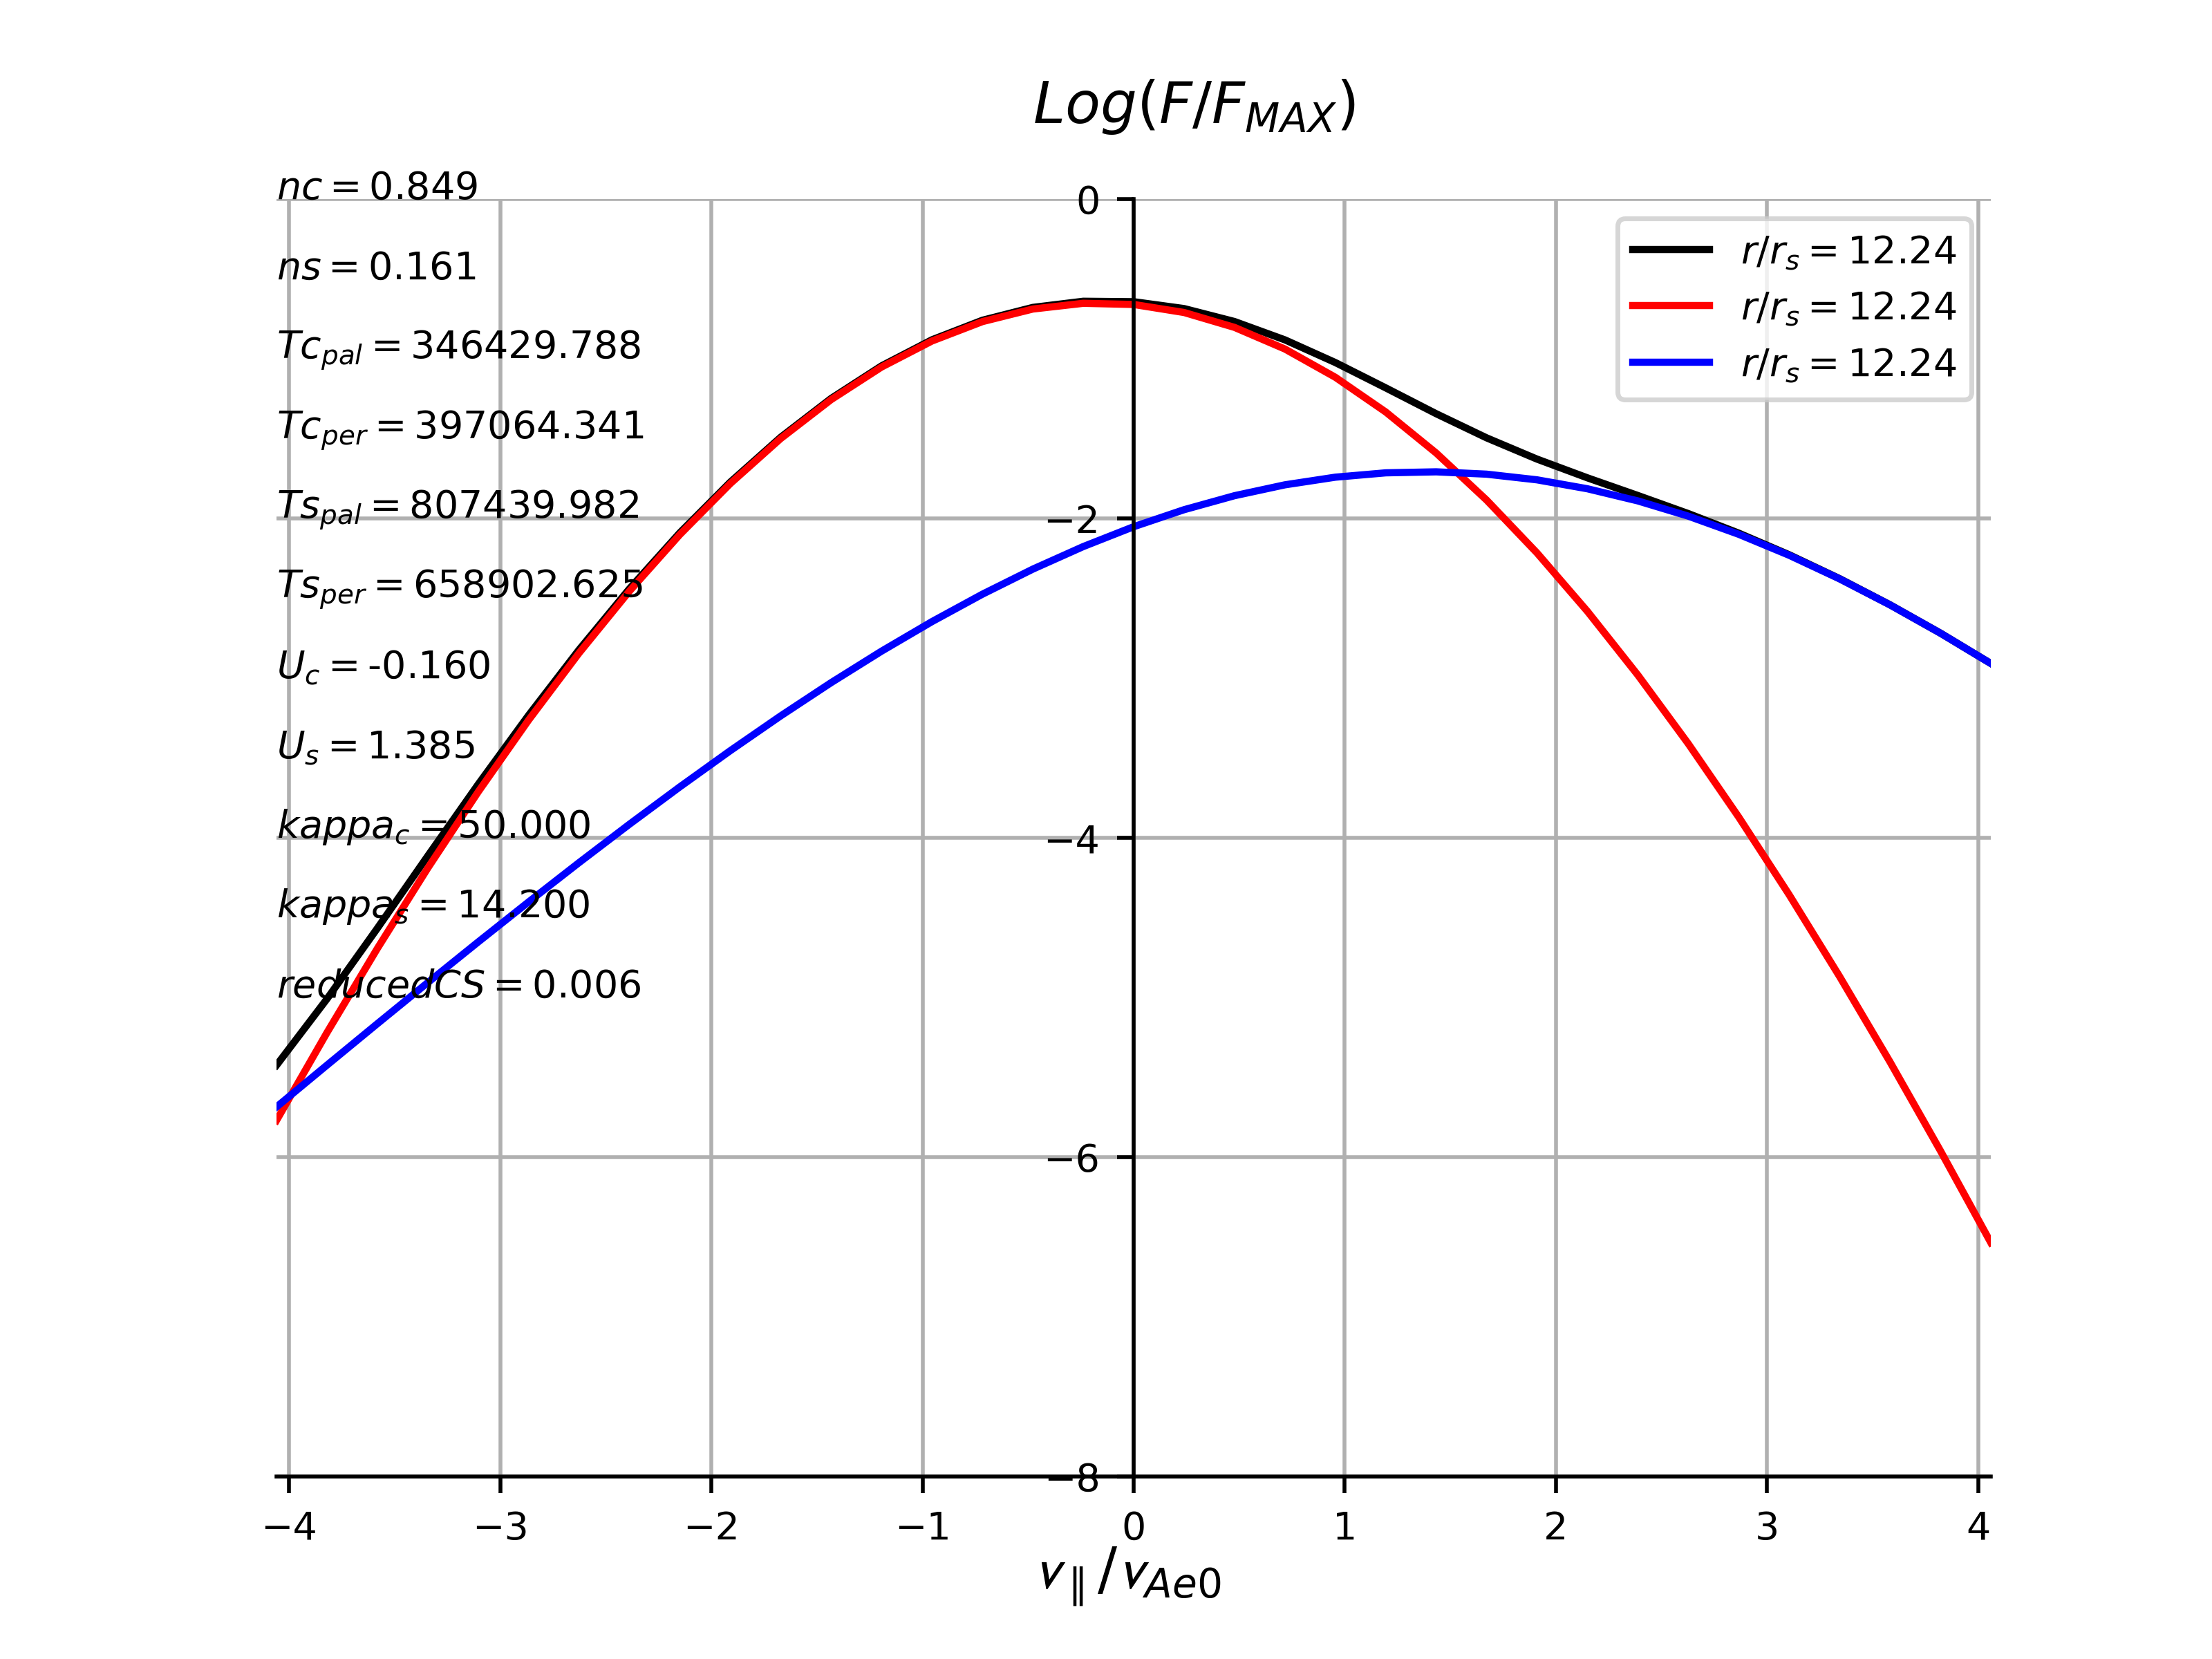 Log(F/F_MAX)
nc = 0.849
ns = 0.161
Tc_pal = 346429.788
Tc_per = 397064.341
Ts_pal = 807439.982
Ts_per = 658902.625
U_c = -0.160
U_s = 1.385
kappa_c = 50.000
kappa_s = 14.200
reducedCS = 0.006
r/r_s = 12.24
r/r_s = 12.24
r/r_s = 12.24
0
−2
−4
−6
−8
−4 −3 −2 −1 0 1 2 3 4
v_∥/v_Ae0